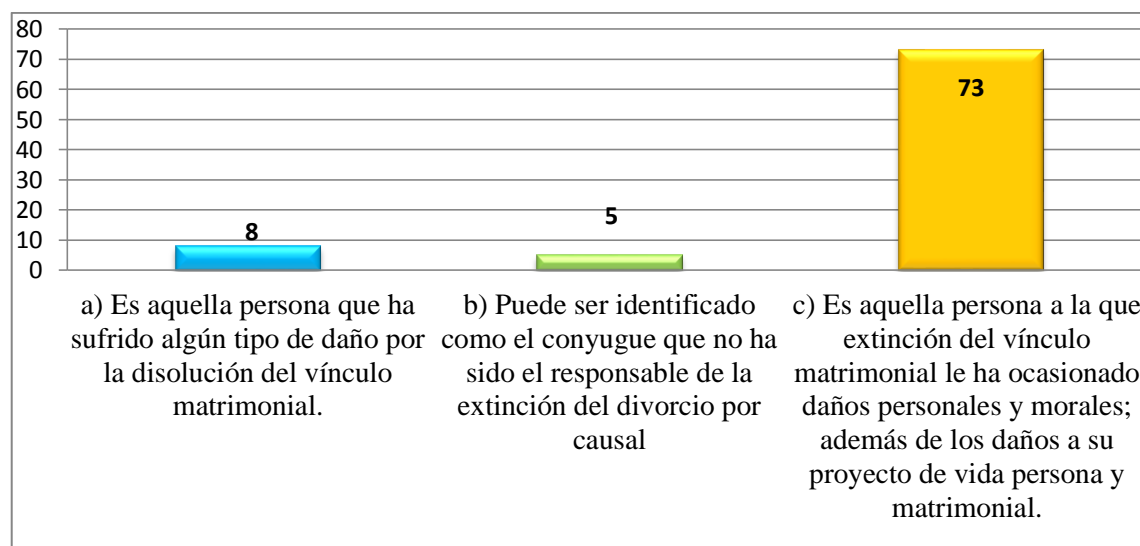 80
70
60
50
40
30
20
10
0
8
5
73
a) Es aquella persona que ha
sufrido algún tipo de daño por
la disolución del vínculo
matrimonial.
b) Puede ser identificado
como el conyugue que no ha
sido el responsable de la
extinción del divorcio por
causal
c) Es aquella persona a la que
extinción del vínculo
matrimonial le ha ocasionado
daños personales y morales;
además de los daños a su
proyecto de vida persona y
matrimonial.